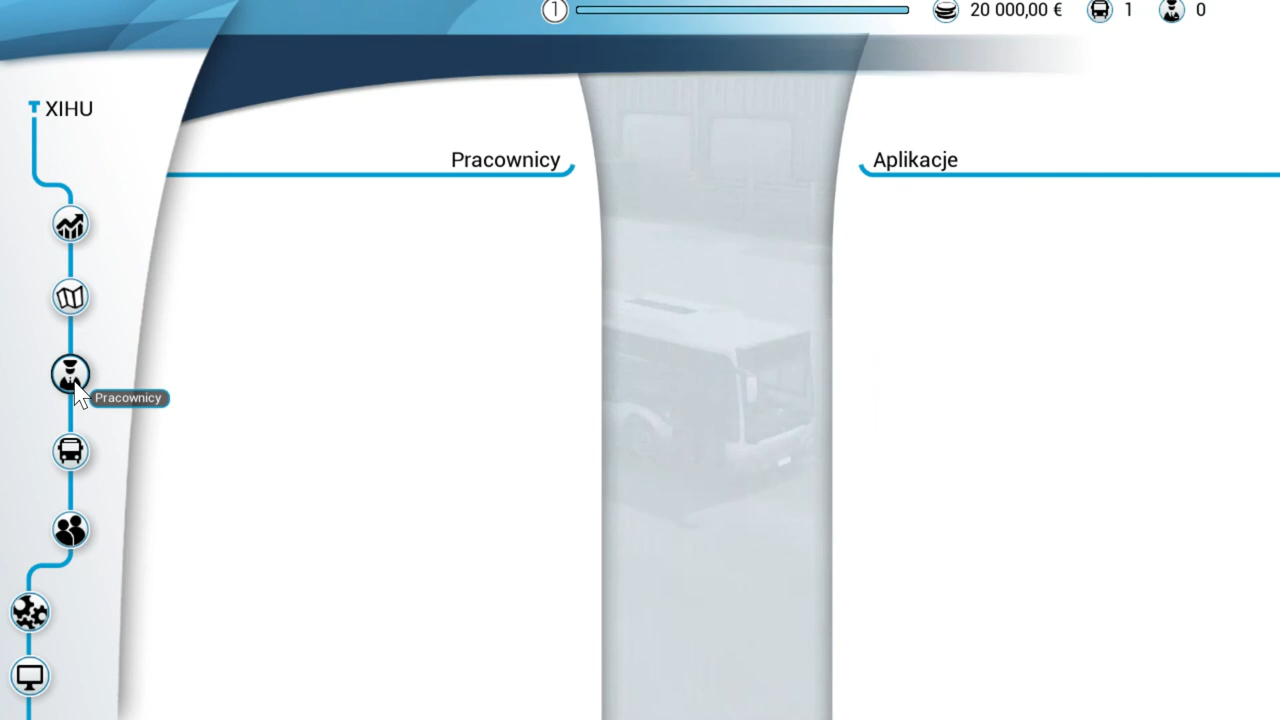 1
20 000,00 €
1
0
XIHU
Pracownicy
Aplikacje
Pracownicy